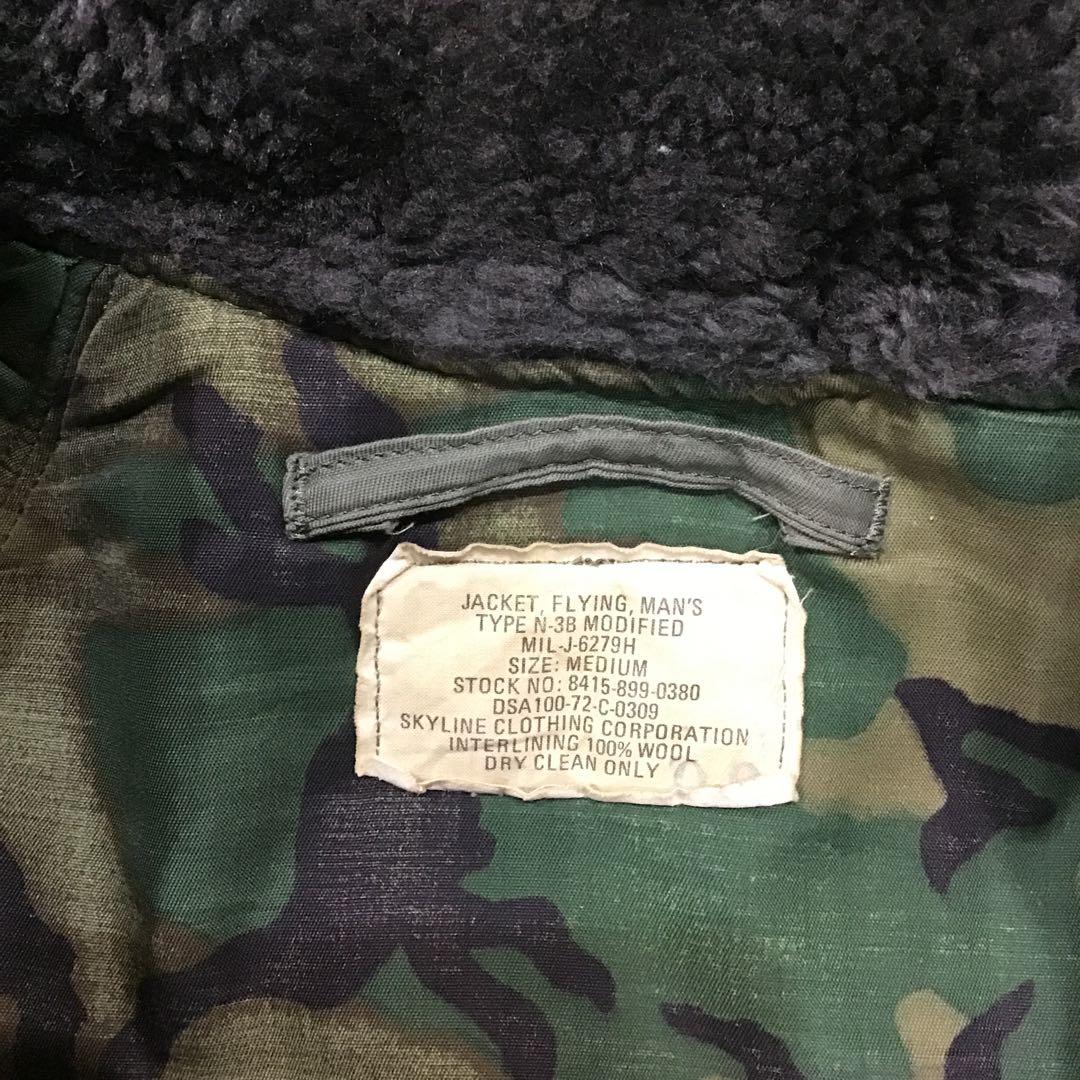 JACKET, FLYING, MAN'S
TYPE N-3B MODIFIED
MIL-J-6279H
SIZE: MEDIUM
STOCK NO: 8415-899-0380
DSA100-72-C-0309
SKYLINE CLOTHING CORPORATION
INTERLINING 100% WOOL
DRY CLEAN ONLY